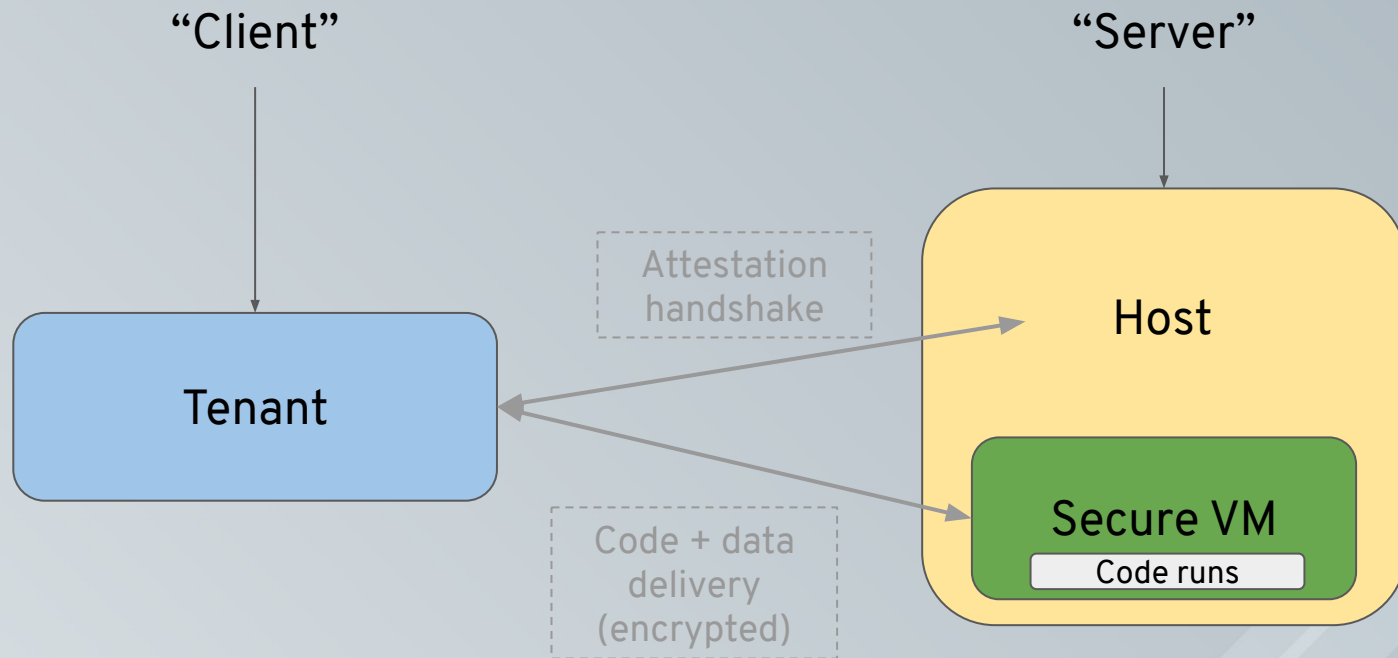 “Client”
“Server”
Attestation
handshake
Host
Tenant
Secure VM
Code runs
Code + data
delivery
(encrypted)